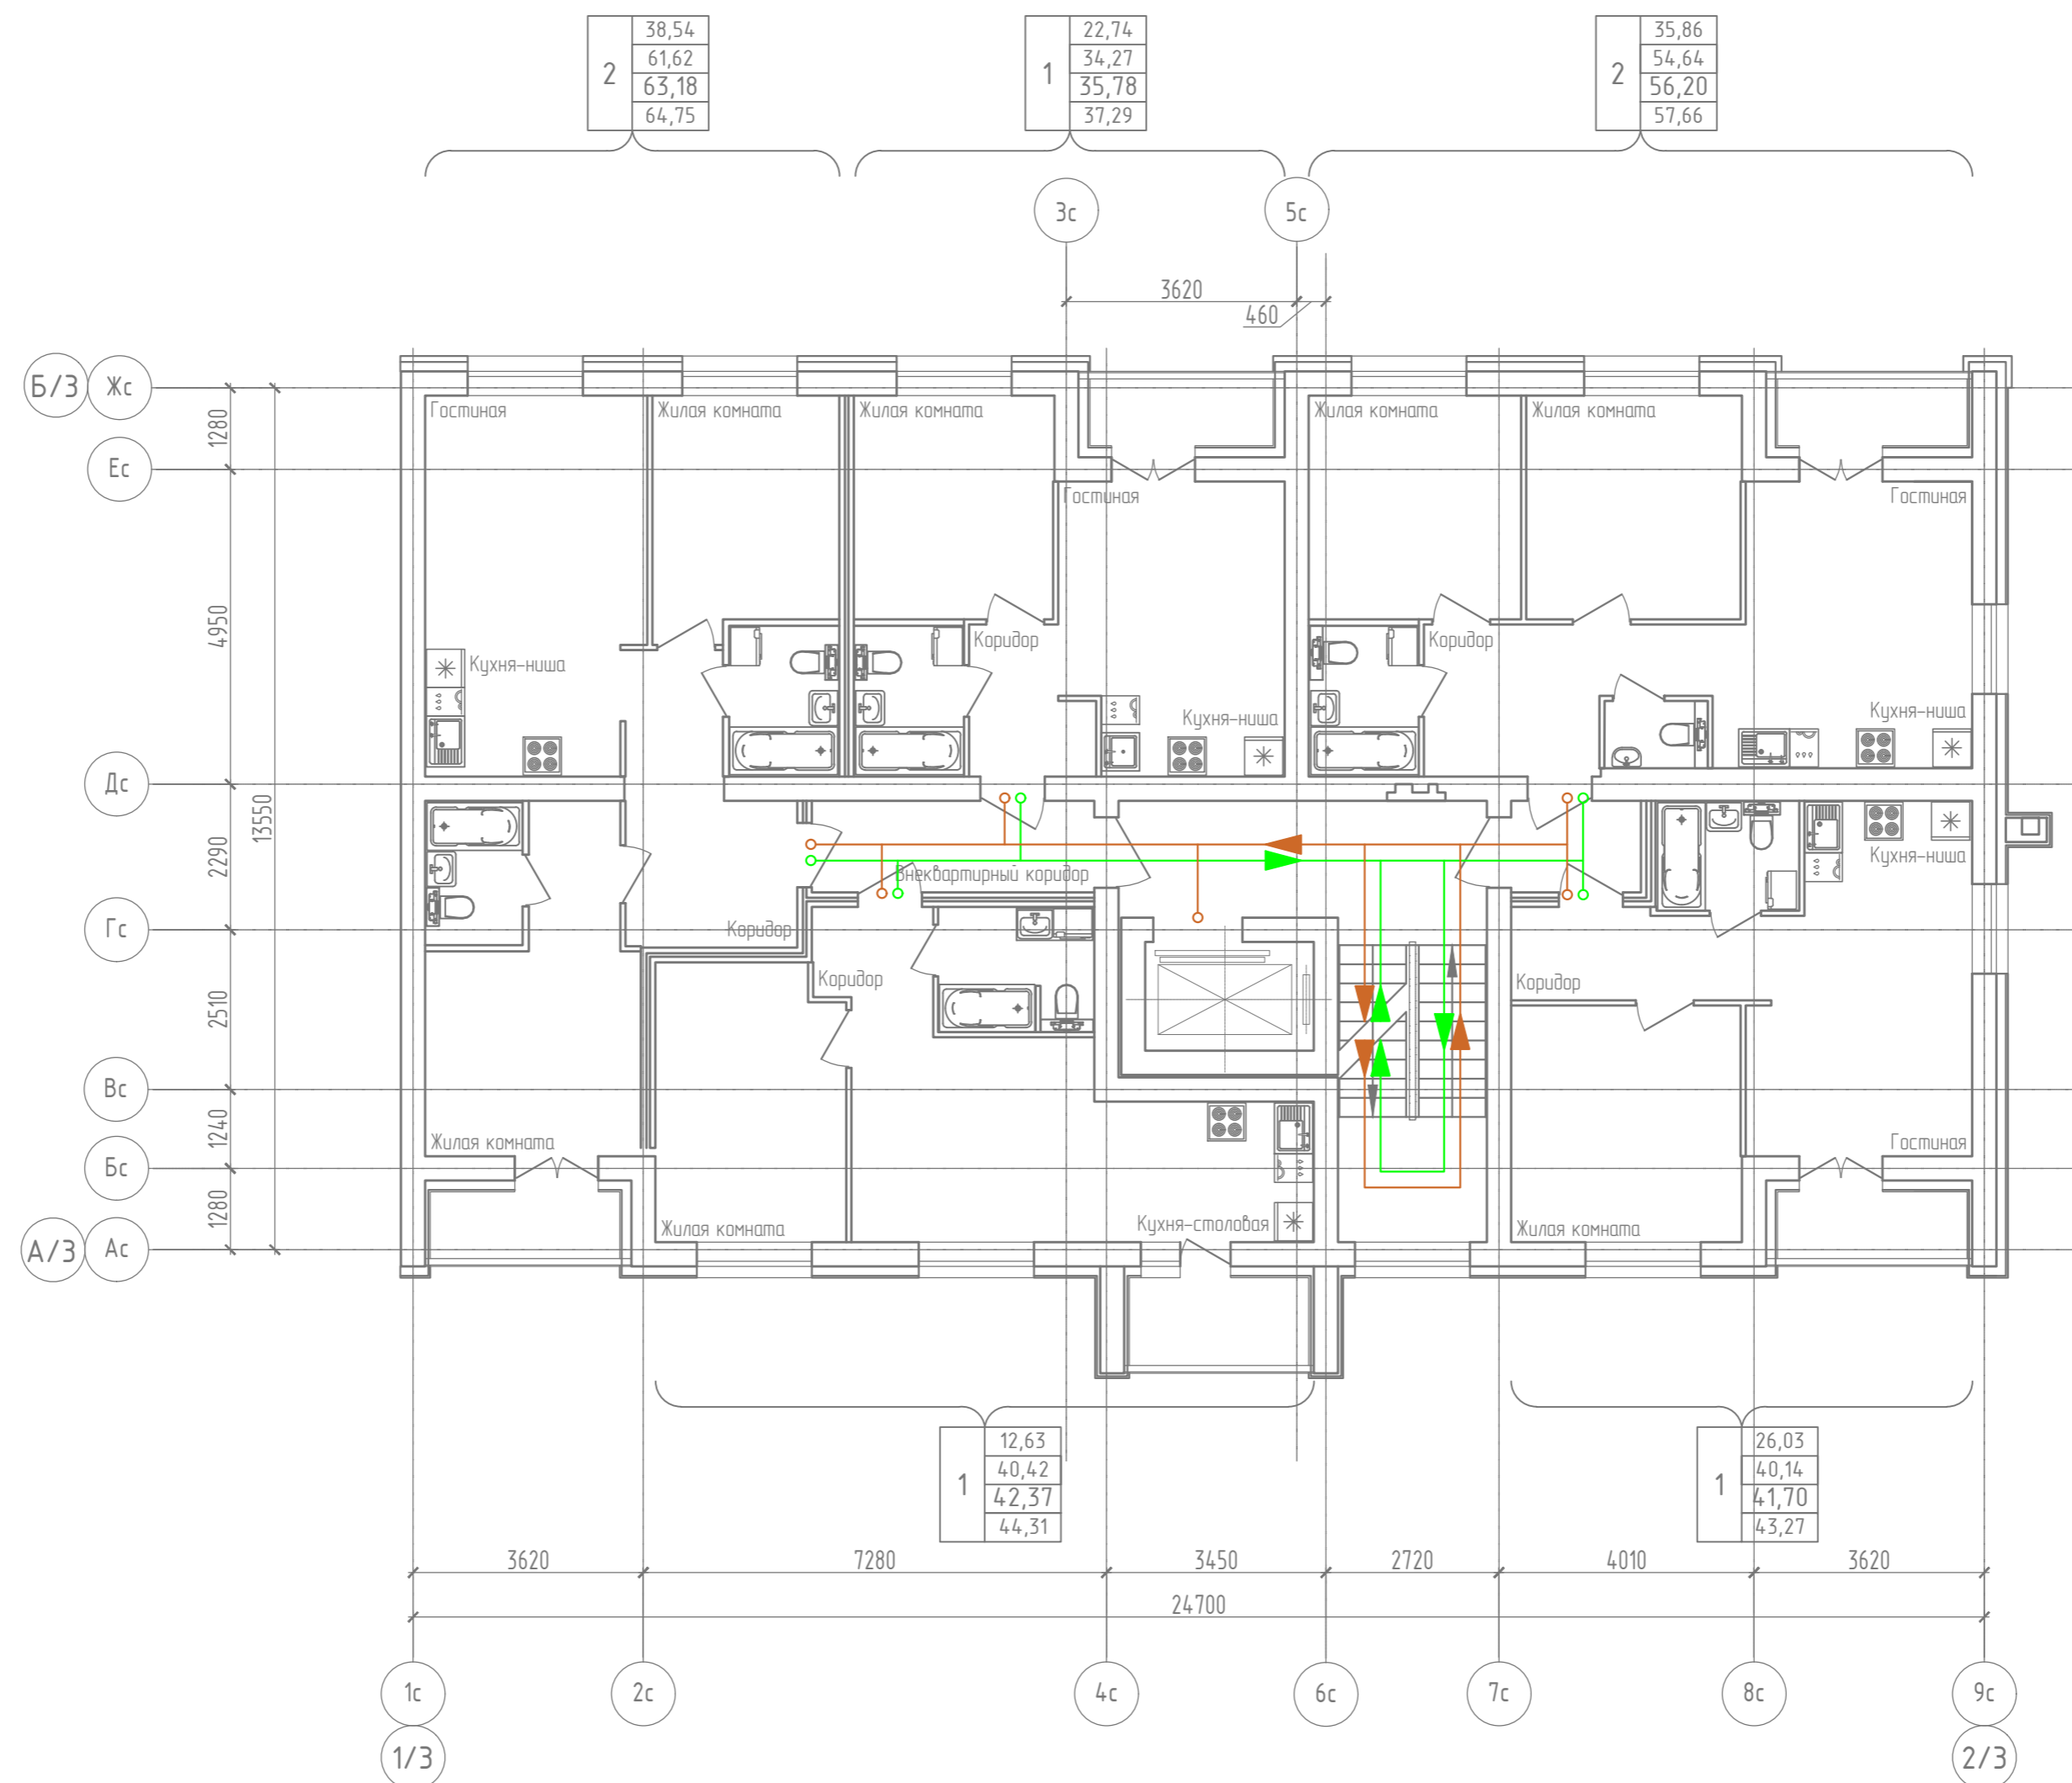 2
38,54
61,62
63,18
64,75
1
22,74
34,27
35,78
37,29
2
35,86
54,64
56,20
57,66
3с
5с
3620
460
Б/3
Жс
Ес
Дс
Гс
Вс
Бс
А/3
Ас
1280
4950
2290
2510
1240
1280
13550
Гостиная
Жилая комната
Жилая комната
Жилая комната
Жилая комната
Гостиная
Гостиная
Коридор
Коридор
Кухня-ниша
Кухня-ниша
Кухня-ниша
Внеквартирный коридор
Кухня-ниша
Коридор
Коридор
Коридор
Жилая комната
Гостиная
Жилая комната
Кухня-столовая
Жилая комната
1
12,63
40,42
42,37
44,31
1
26,03
40,14
41,70
43,27
3620
7280
3450
2720
4010
3620
24700
1с
2с
4с
6с
7с
8с
9с
1/3
2/3